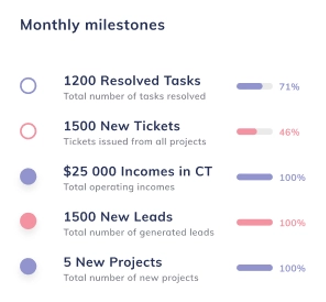 Monthly milestones
1200 Resolved Tasks
71%
Total number of tasks resolved
1500 New Tickets
46%
Tickets issued from all projects
$25 000 Incomes in CT
100%
Total operating incomes
1500 New Leads
100%
Total number of generated leads
5 New Projects
100%
Total number of new projects